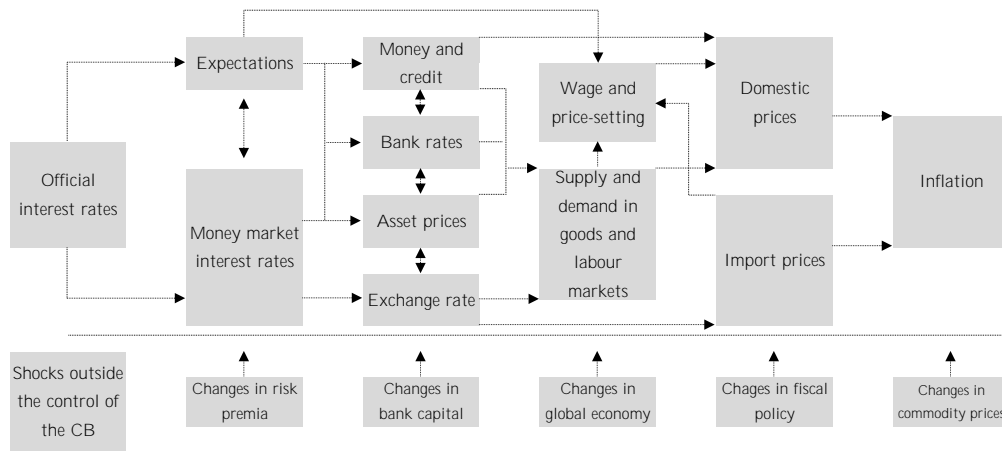 Official
interest rates
Expectations
Money market
interest rates
Money and
credit
Bank rates
Asset prices
Exchange rate
Wage and
price-setting
Supply and
demand in
goods and
labour
markets
Domestic
prices
Import prices
Inflation
Shocks outside
the control of
the CB
Changes in risk
premia
Changes in
bank capital
Changes in
global economy
Chages in fiscal
policy
Changes in
commodity prices